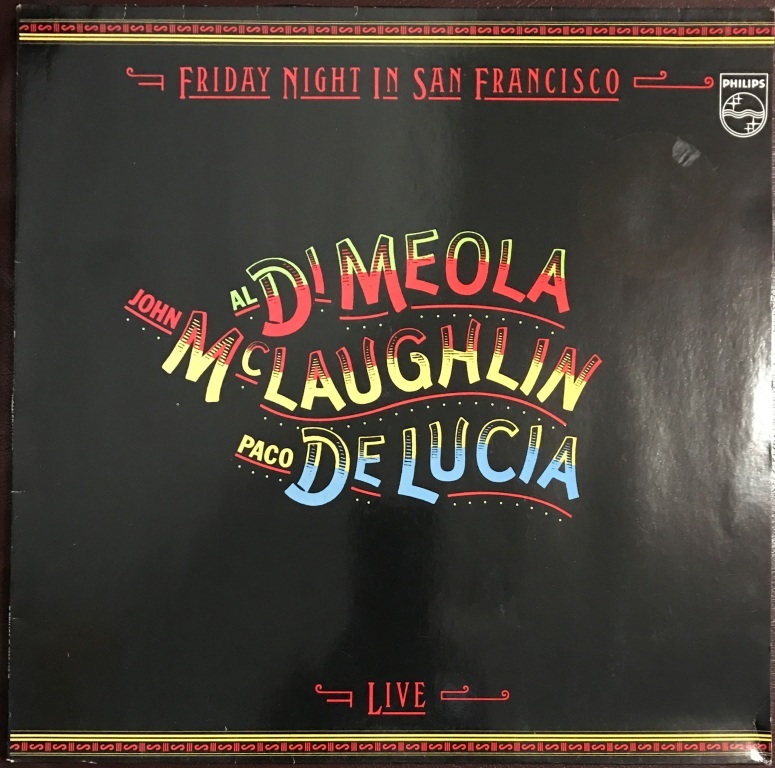 FRIDAY NIGHT IN SAN FRANCISCO
PHILIPS
AL DI MEOLA
JOHN McLAUGHLIN
PACO DE LUCIA
LIVE